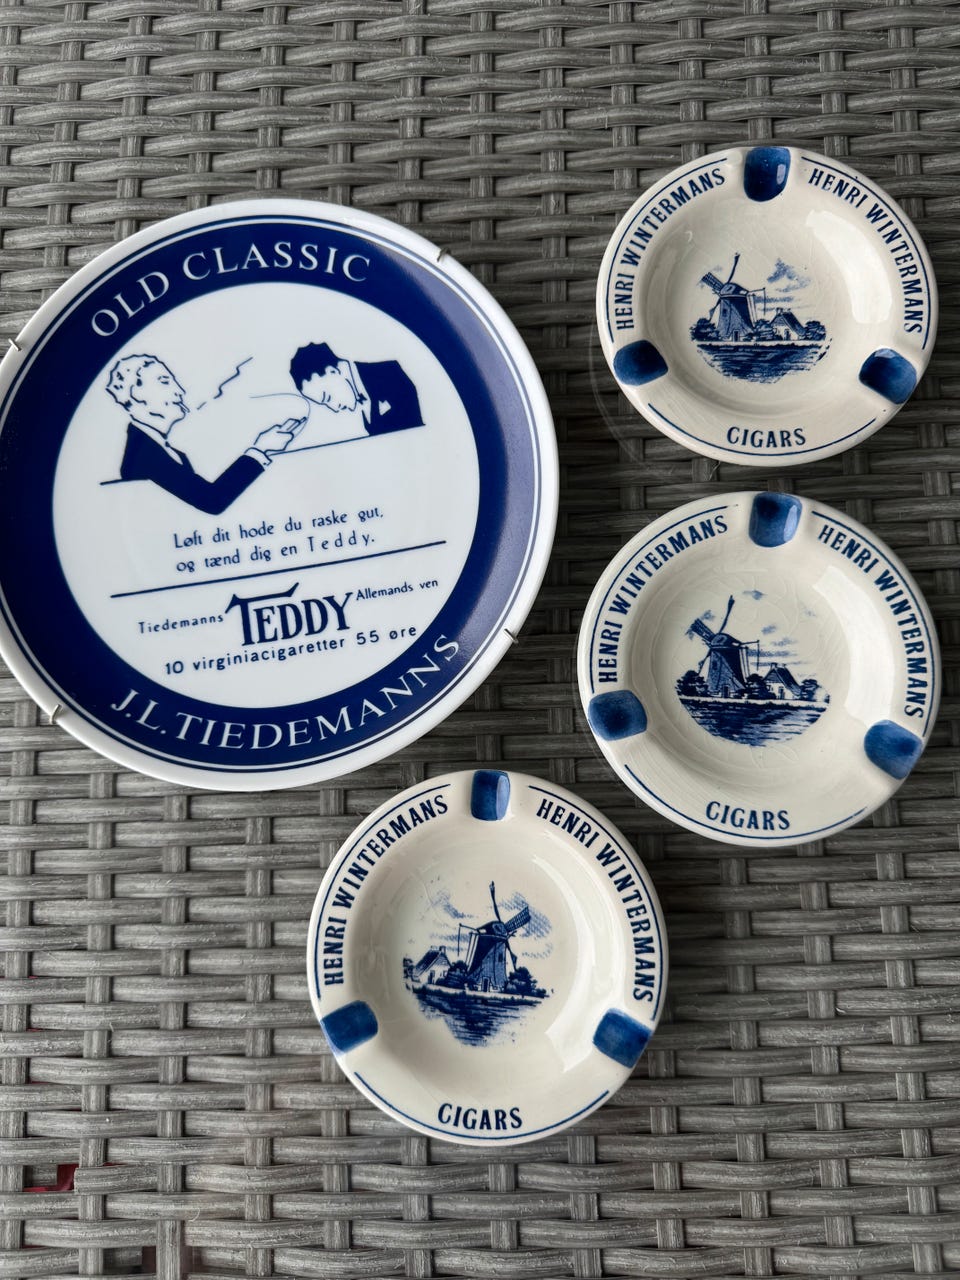 OLD CLASSIC
Løft dit hode du raske gut,
og tænd dig en Teddy.
Tiedemanns TEDDY Allemands ven
10 virginiacigaretter 55 øre
J.L.TIEDEMANNS
HENRI WINTERMANS
HENRI WINTERMANS
CIGARS
HENRI WINTERMANS
HENRI WINTERMANS
CIGARS
HENRI WINTERMANS
HENRI WINTERMANS
CIGARS